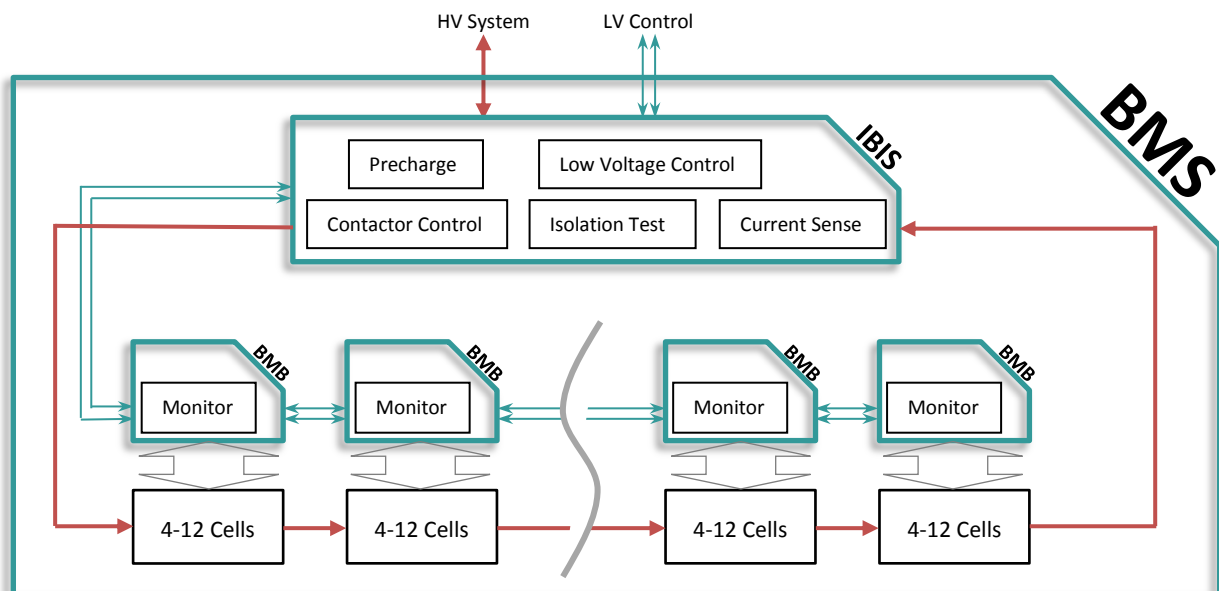 HV System
LV Control
BMS
IBIS
Precharge
Low Voltage Control
Contactor Control
Isolation Test
Current Sense
BMB
BMB
BMB
BMB
Monitor
Monitor
Monitor
Monitor
4-12 Cells
4-12 Cells
4-12 Cells
4-12 Cells